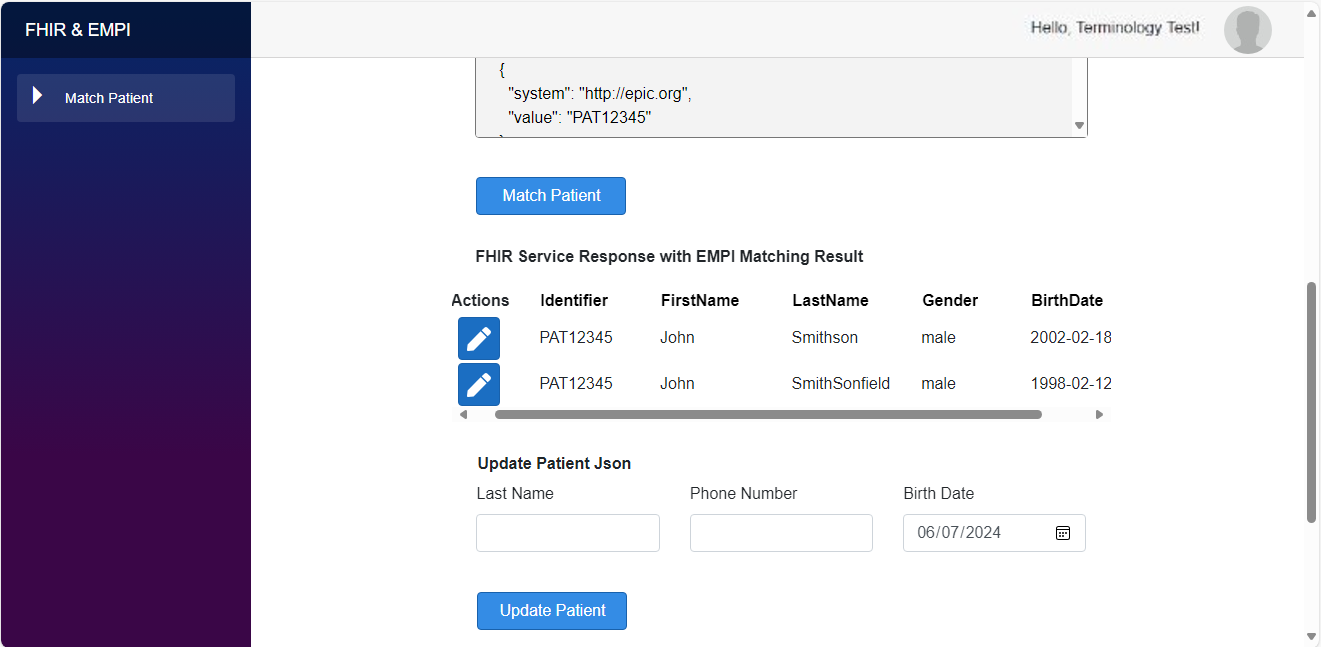 FHIR & EMPI
Hello, Terminology Test!
Match Patient
{
"system": "http://epic.org",
"value": "PAT12345"
Match Patient
FHIR Service Response with EMPI Matching Result
Actions Identifier FirstName LastName Gender BirthDate
PAT12345 John Smithson male 2002-02-18
PAT12345 John SmithSonfield male 1998-02-12
Update Patient Json
Last Name Phone Number Birth Date
06/07/2024
Update Patient